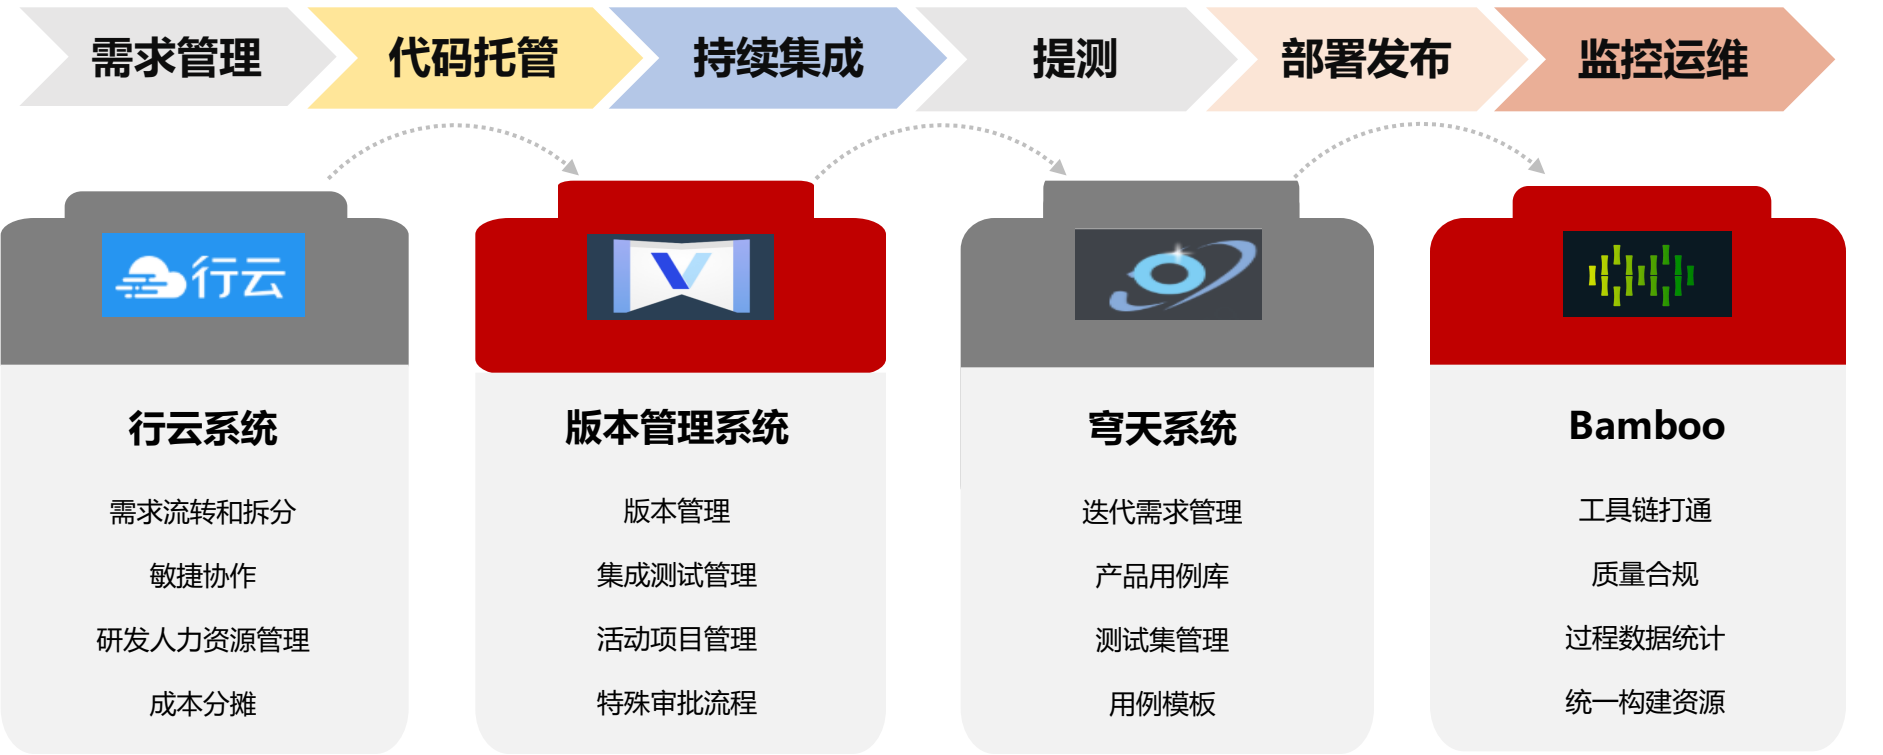 需求管理
代码托管
持续集成
提测
部署发布
监控运维
行云
行云系统
需求流转和拆分
敏捷协作
研发人力资源管理
成本分摊
版本管理系统
版本管理
集成测试管理
活动项目管理
特殊审批流程
穹天系统
迭代需求管理
产品用例库
测试集管理
用例模板
Bamboo
工具链打通
质量合规
过程数据统计
统一构建资源